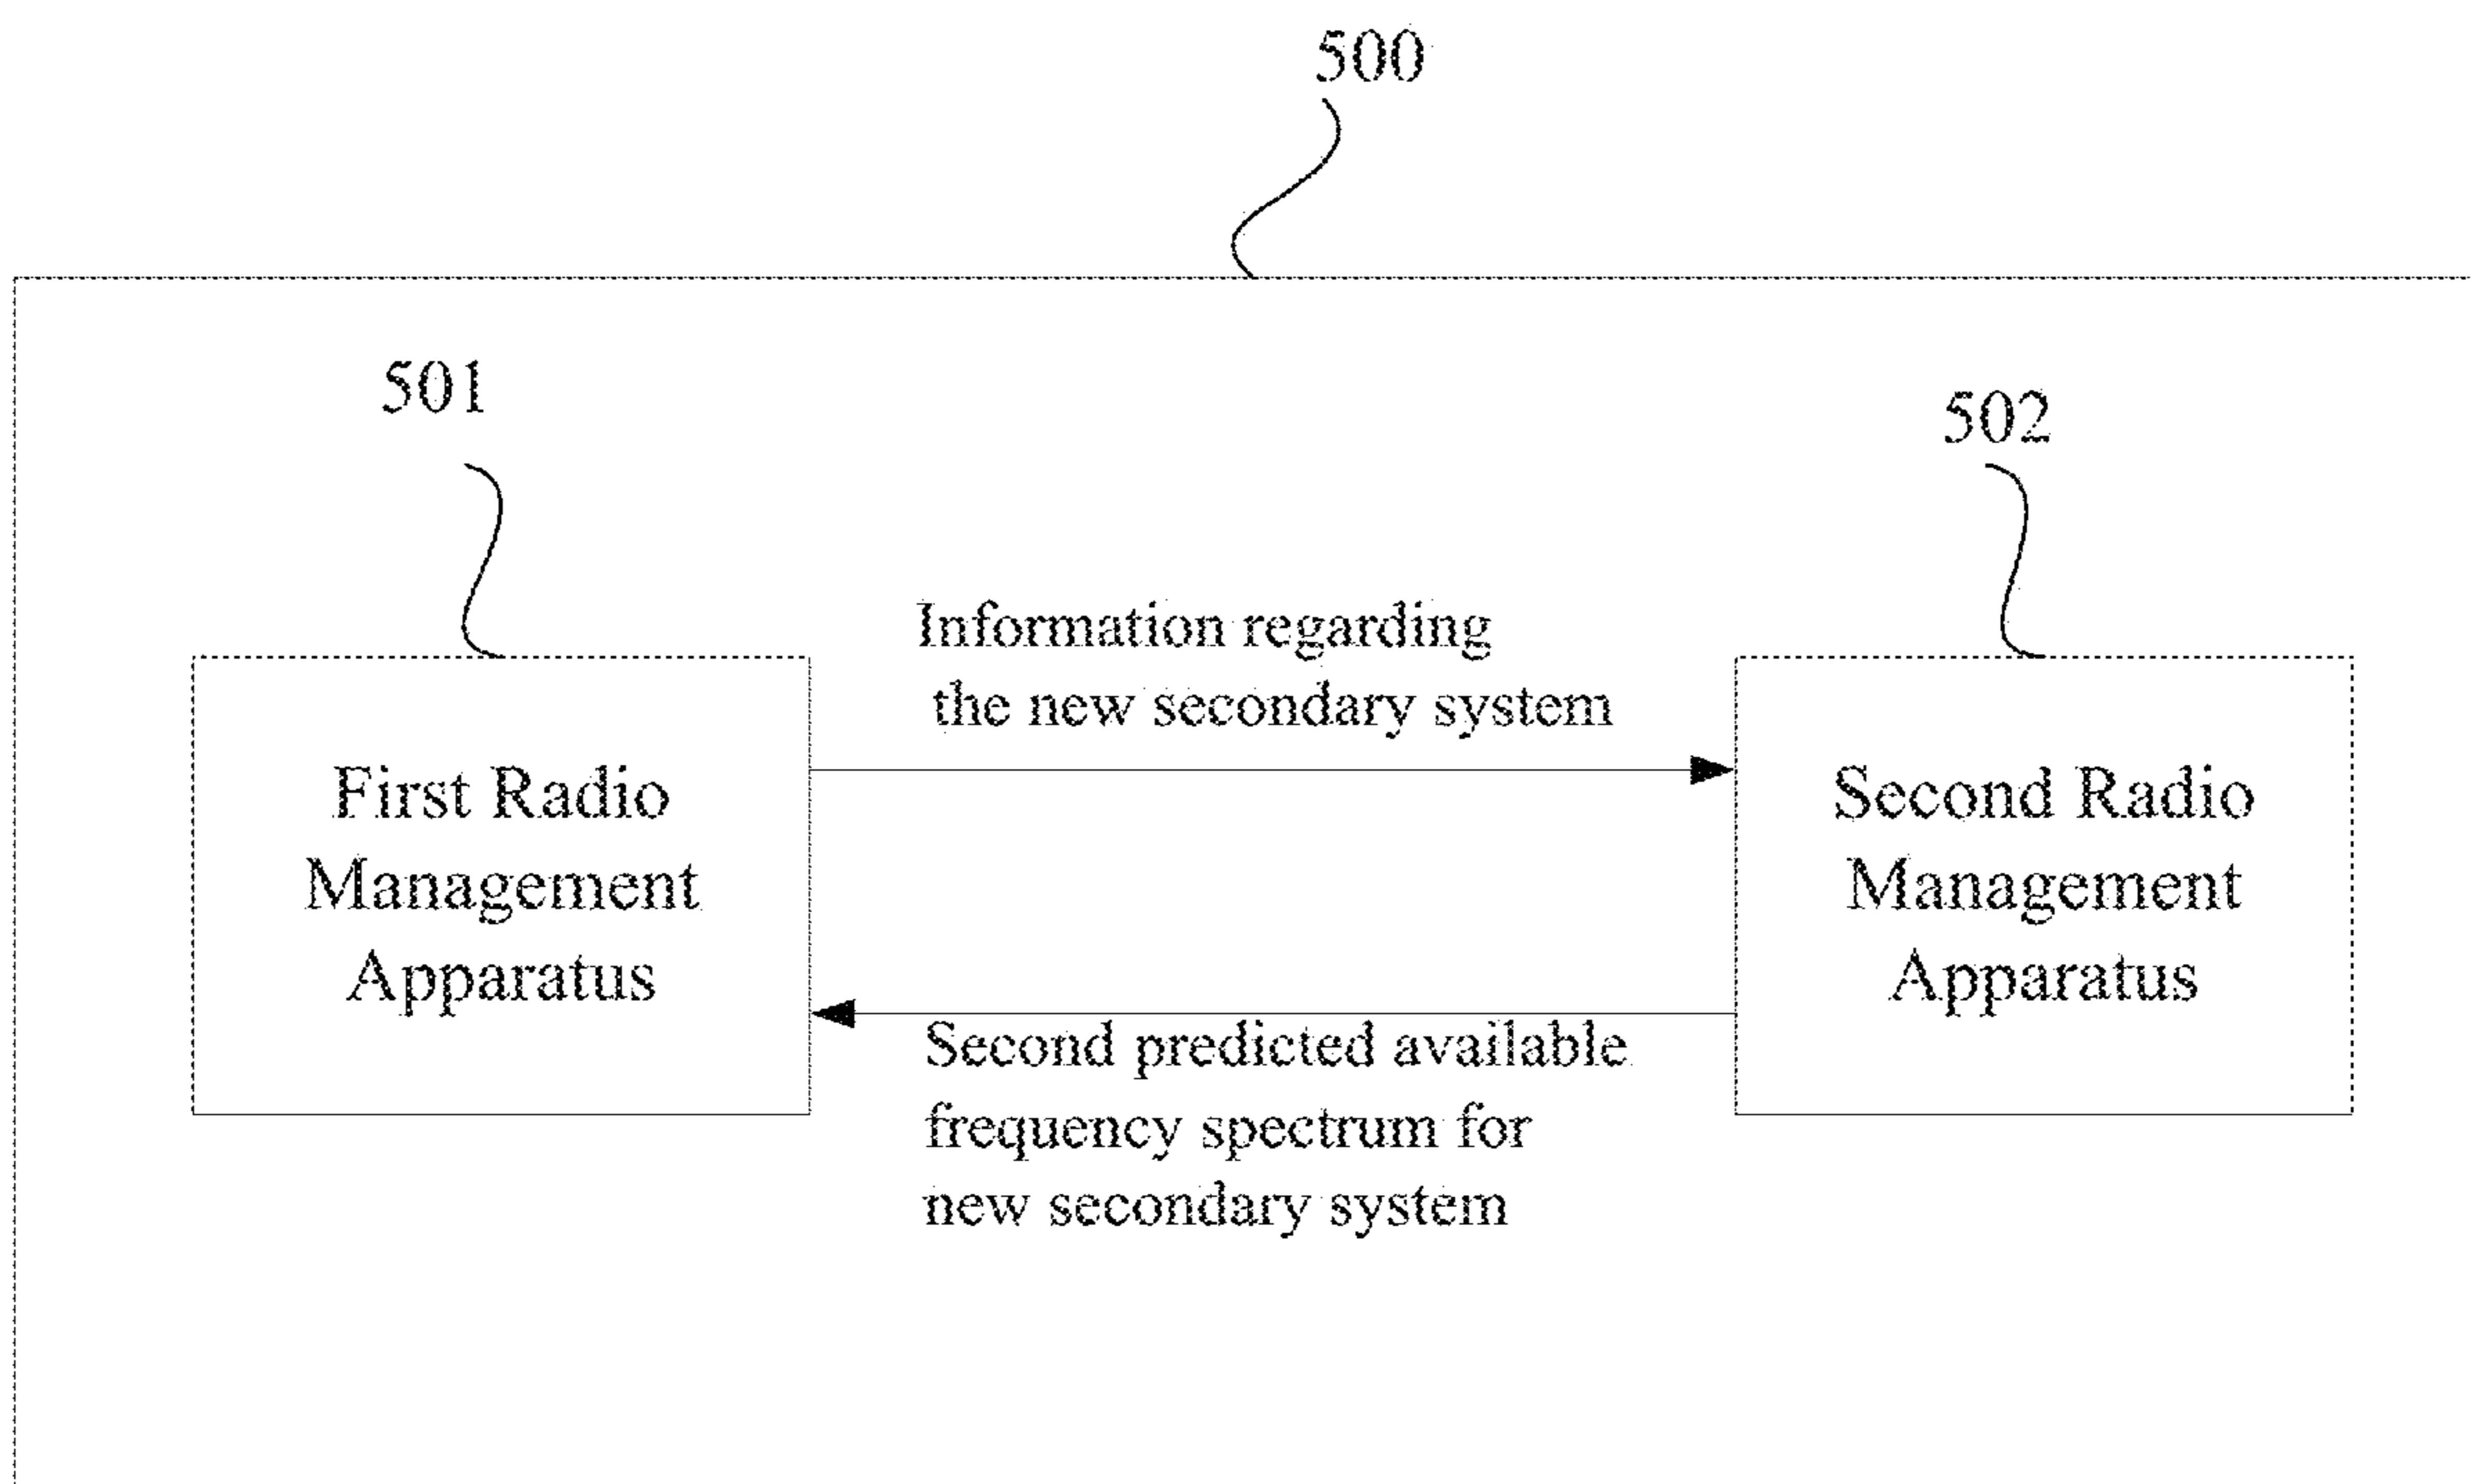 500
501
502
Information regarding
the new secondary system
First Radio
Management
Apparatus
Second Radio
Management
Apparatus
Second predicted available
frequency spectrum for
new secondary system